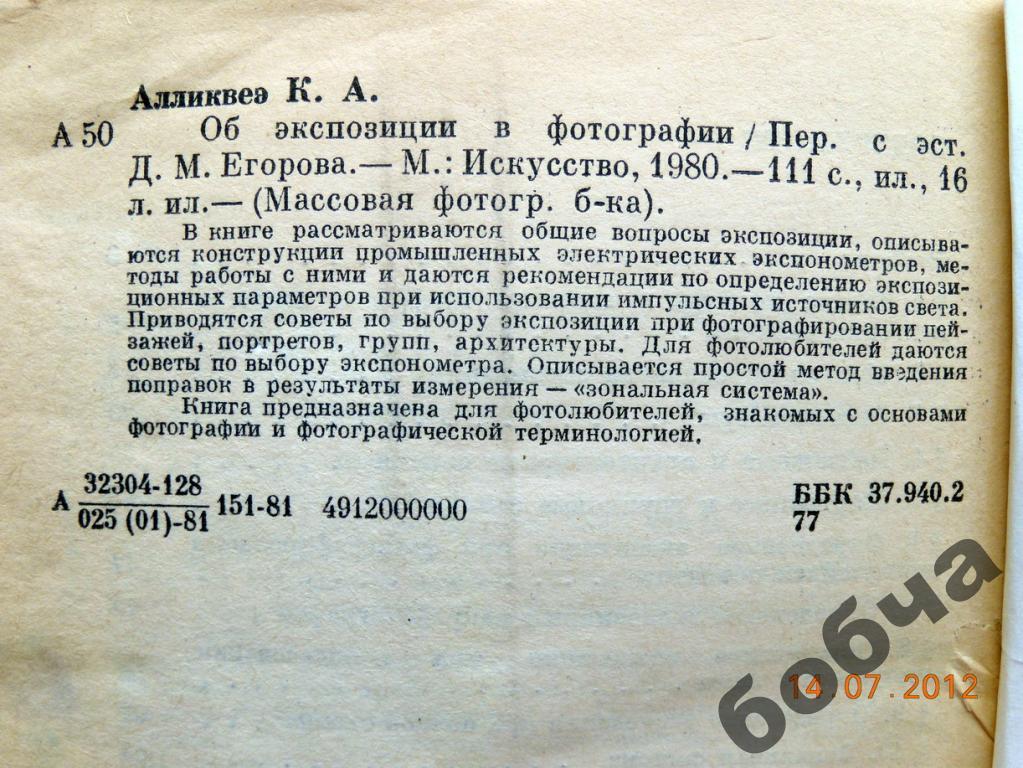 Алликвеэ К. А.
А 50 Об экспозиции в фотографии / Пер. с эст.
Д. М. Егорова.— М.: Искусство, 1980.—111 с., ил., 16
л. ил.— (Массовая фотогр. б-ка).
В книге рассматриваются общие вопросы экспозиции, описыва-
ются конструкции промышленных электрических экспонометров, ме-
тоды работы с ними и даются рекомендации по определению экспози-
ционных параметров при использовании импульсных источников света.
Приводятся советы по выбору экспозиции при фотографировании пей-
зажей, портретов, групп, архитектуры. Для фотолюбителей даются
советы по выбору экспонометра. Описывается простой метод введения
поправок в результаты измерения — «зональная система».
Книга предназначена для фотолюбителей, знакомых с основами
фотографии и фотографической терминологией.
А 32304-128
025 (01)-81 151-81 4912000000
ББК 37.940.2
77
бобча
14.07.2012